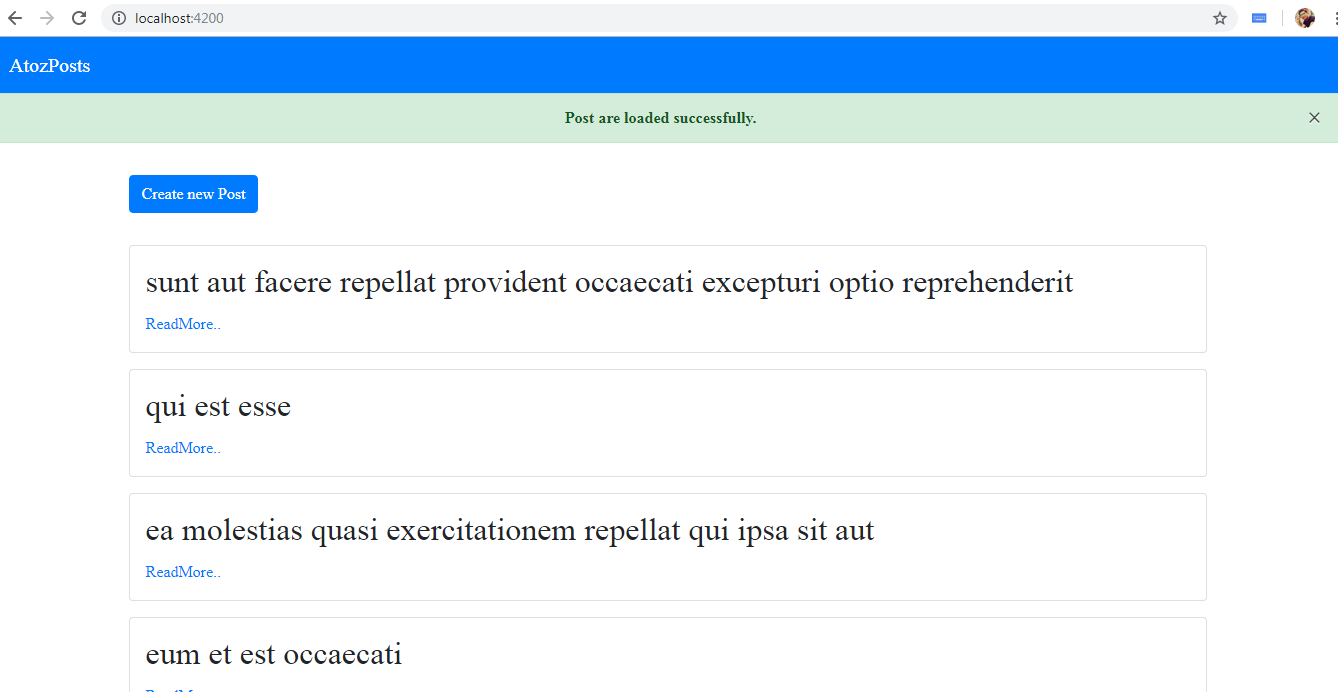 localhost:4200
AtozPosts
Post are loaded successfully.
Create new Post
sunt aut facere repellat provident occaecati excepturi optio reprehenderit
ReadMore..
qui est esse
ReadMore..
ea molestias quasi exercitationem repellat qui ipsa sit aut
ReadMore..
eum et est occaecati